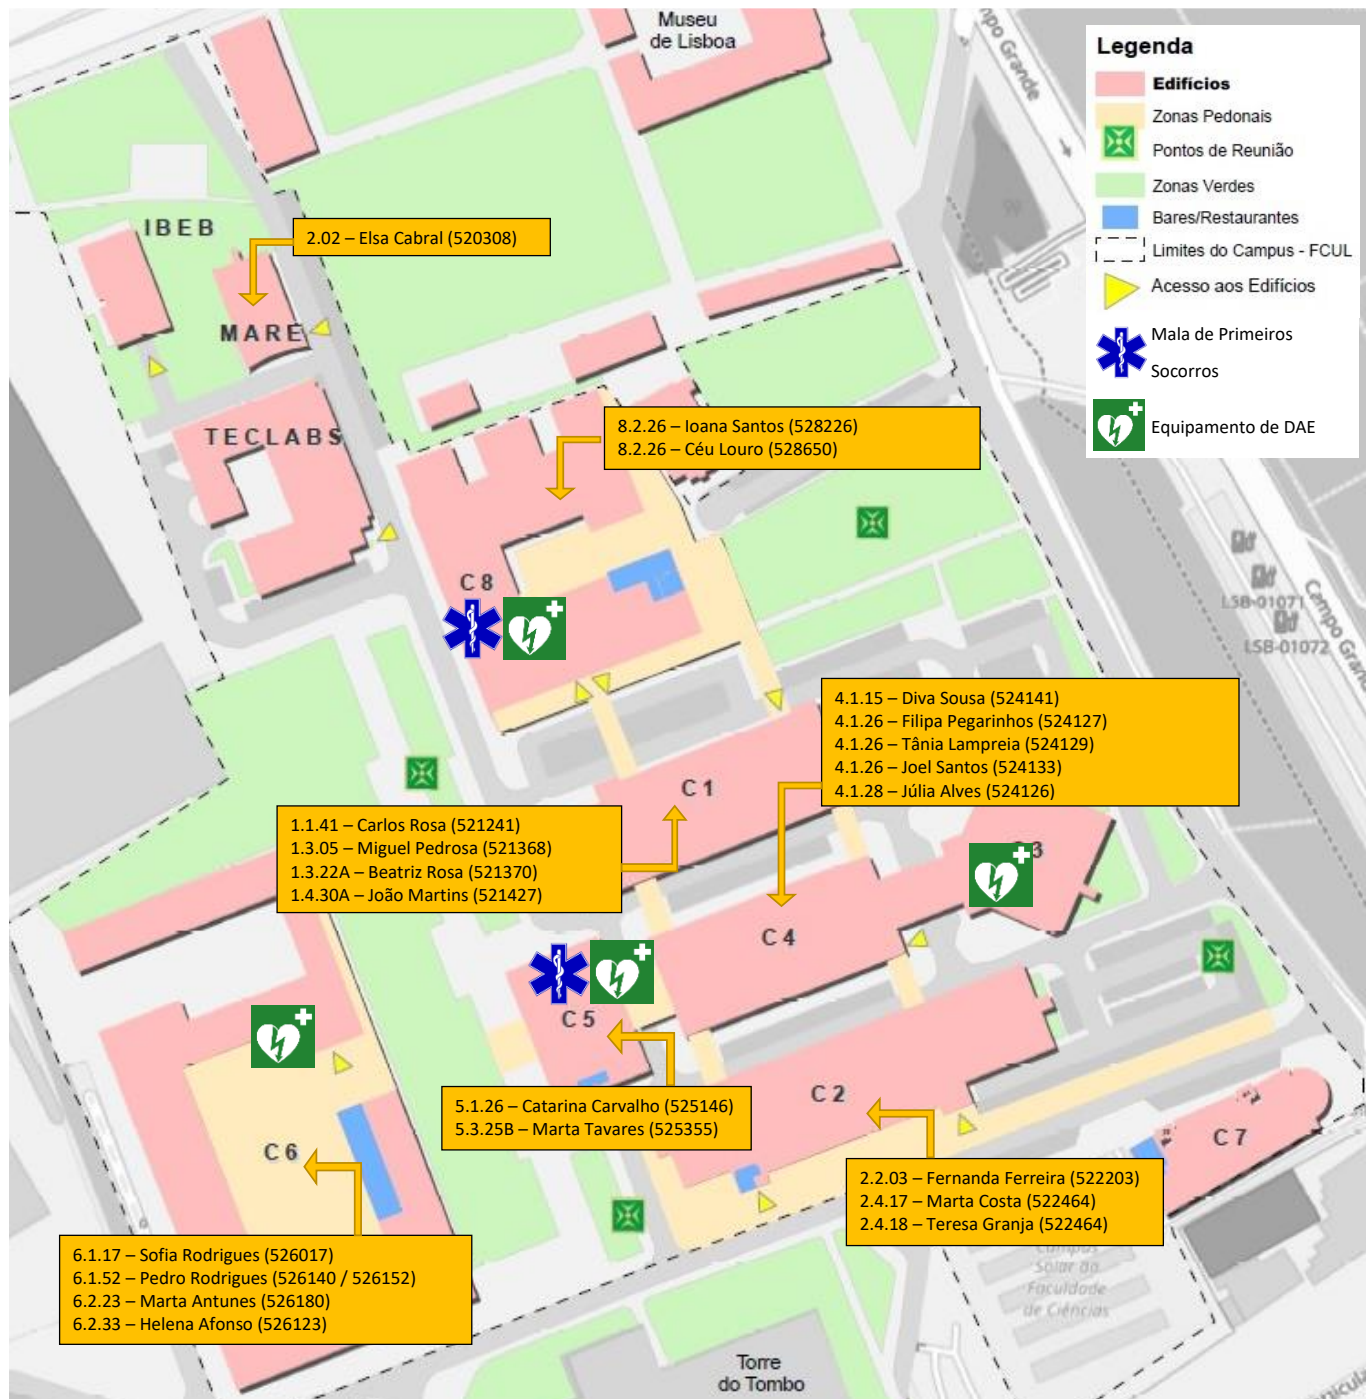 Museu
de Lisboa
Campo Grande
Legenda
Edifícios
Zonas Pedonais
Pontos de Reunião
Zonas Verdes
Bares/Restaurantes
Limites do Campus - FCUL
Acesso aos Edifícios
Mala de Primeiros
Socorros
Equipamento de DAE
IBEB
2.02 – Elsa Cabral (520308)
MARE
TECLABS
8.2.26 – Ioana Santos (528226)
8.2.26 – Céu Louro (528650)
C 8
LSB-01071
LSB-01072
Campo Grande
4.1.15 – Diva Sousa (524141)
4.1.26 – Filipa Pegarinhos (524127)
4.1.26 – Tânia Lampreia (524129)
4.1.26 – Joel Santos (524133)
4.1.28 – Júlia Alves (524126)
C 1
1.1.41 – Carlos Rosa (521241)
1.3.05 – Miguel Pedrosa (521368)
1.3.22A – Beatriz Rosa (521370)
1.4.30A – João Martins (521427)
3
C 4
C 5
5.1.26 – Catarina Carvalho (525146)
5.3.25B – Marta Tavares (525355)
C 2
C 7
C 6
2.2.03 – Fernanda Ferreira (522203)
2.4.17 – Marta Costa (522464)
2.4.18 – Teresa Granja (522464)
6.1.17 – Sofia Rodrigues (526017)
6.1.52 – Pedro Rodrigues (526140 / 526152)
6.2.23 – Marta Antunes (526180)
6.2.33 – Helena Afonso (526123)
Campus
Solar da
Faculdade
de Ciências
Torre
do Tombo